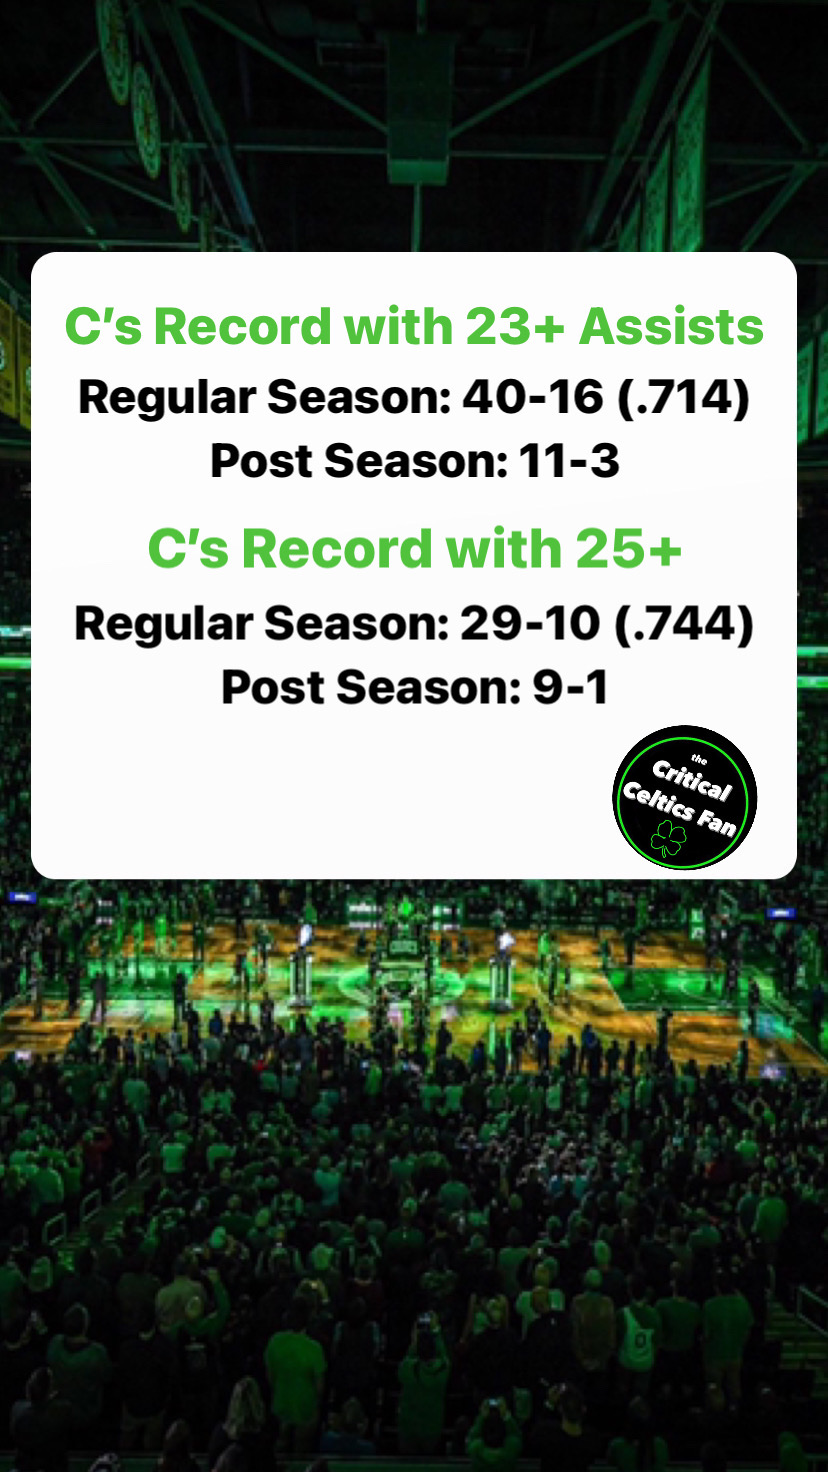 C’s Record with 23+ Assists
Regular Season: 40-16 (.714)
Post Season: 11-3
C’s Record with 25+
Regular Season: 29-10 (.744)
Post Season: 9-1
the
Critical
Celtics Fan
0